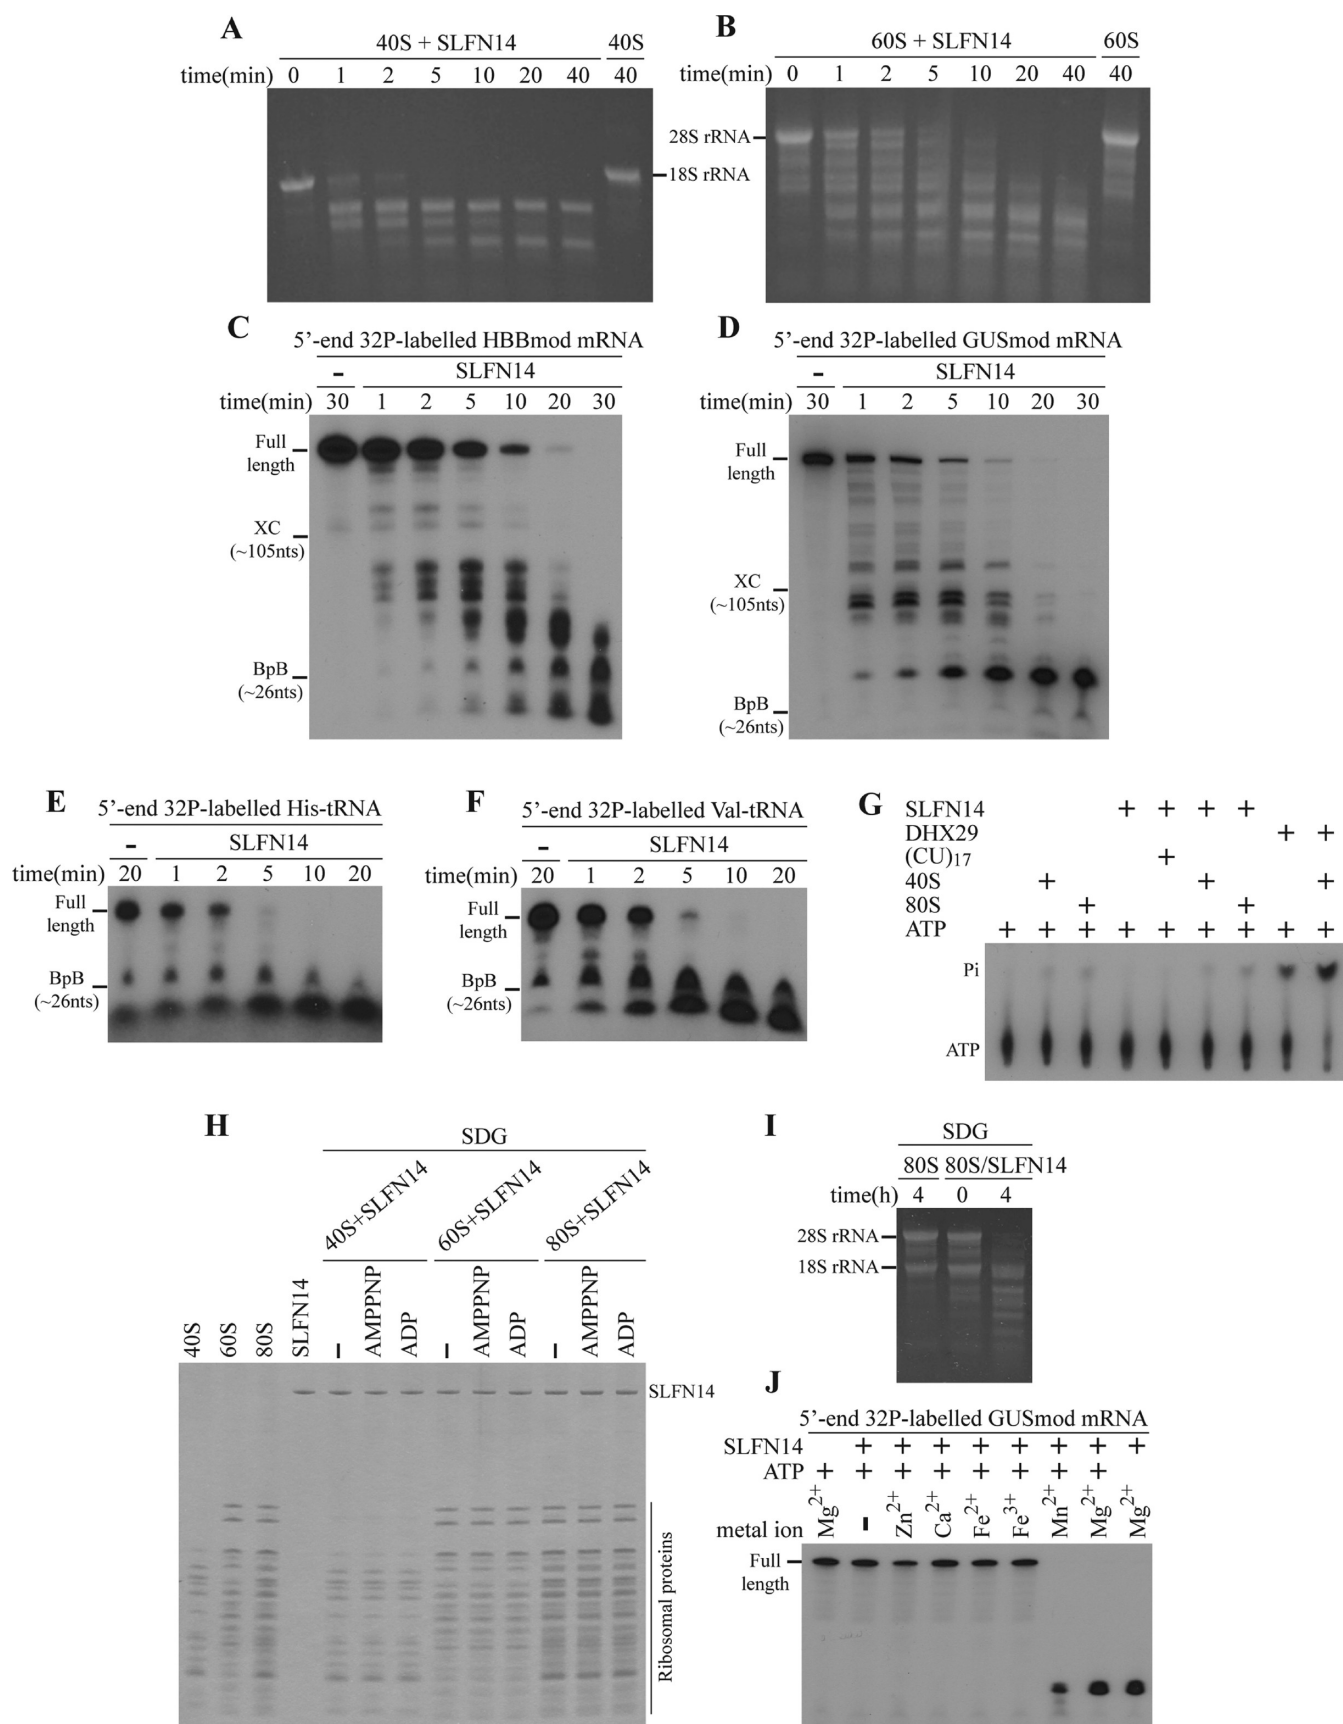 A
40S + SLFN14 40S
time(min) 0 1 2 5 10 20 40 40
18S rRNA
B
60S + SLFN14 60S
time(min) 0 1 2 5 10 20 40 40
28S rRNA
C
5'-end 32P-labelled HBBmod mRNA
- SLFN14
time(min) 30 1 2 5 10 20 30
Full
length
XC
(~105nts)
BpB
(~26nts)
D
5'-end 32P-labelled GUSmod mRNA
- SLFN14
time(min) 30 1 2 5 10 20 30
Full
length
XC
(~105nts)
BpB
(~26nts)
E
5'-end 32P-labelled His-tRNA
- SLFN14
time(min) 20 1 2 5 10 20
Full
length
BpB
(~26nts)
F
5'-end 32P-labelled Val-tRNA
- SLFN14
time(min) 20 1 2 5 10 20
Full
length
BpB
(~26nts)
G
SLFN14 + + + +
DHX29 + +
(CU)17 +
40S + + +
80S + +
ATP + + + + + + + + +
Pi
ATP
H
SDG
40S+SLFN14 60S+SLFN14 80S+SLFN14
40S 60S 80S SLFN14 - AMPPNP ADP - AMPPNP ADP - AMPPNP ADP
SLFN14
Ribosomal proteins
I
SDG
80S 80S/SLFN14
time(h) 4 0 4
28S rRNA
18S rRNA
J
5'-end 32P-labelled GUSmod mRNA
SLFN14 + + + + + + + +
ATP + + + + + + + +
metal ion Mg2+ - Zn2+ Ca2+ Fe2+ Fe3+ Mn2+ Mg2+ Mg2+
Full
length